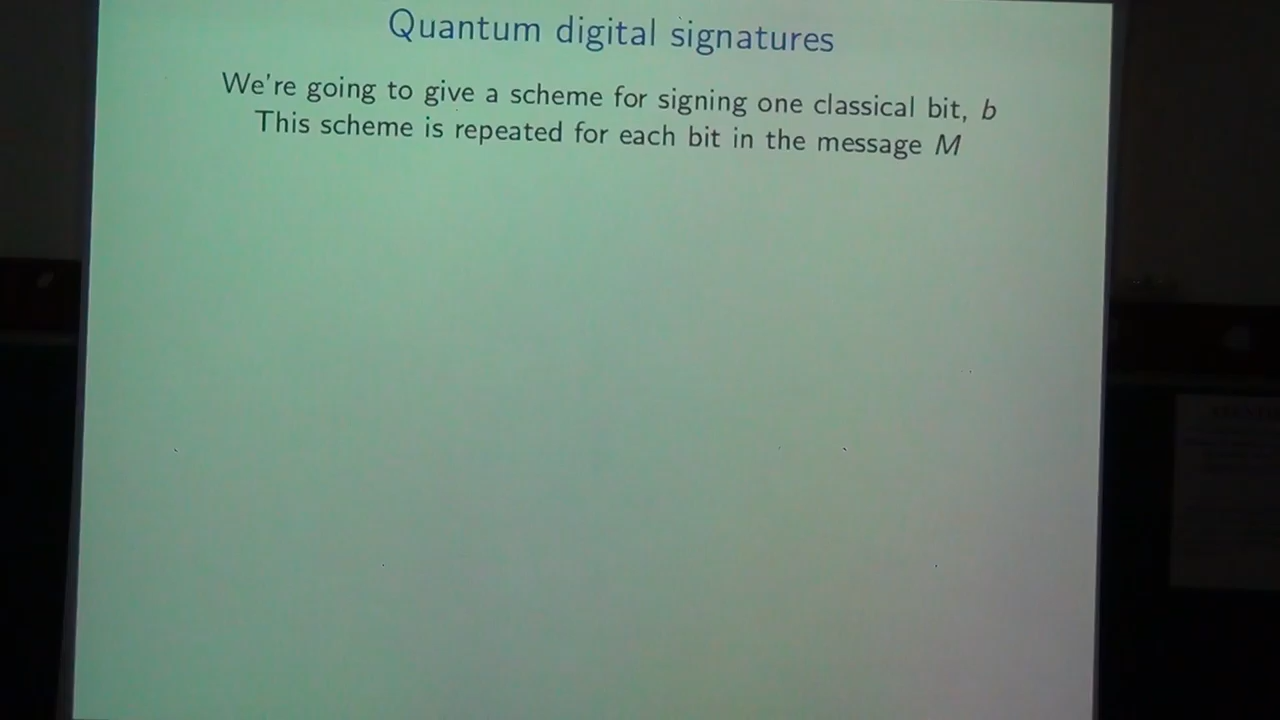 Quantum digital signatures
We're going to give a scheme for signing one classical bit, b
This scheme is repeated for each bit in the message M